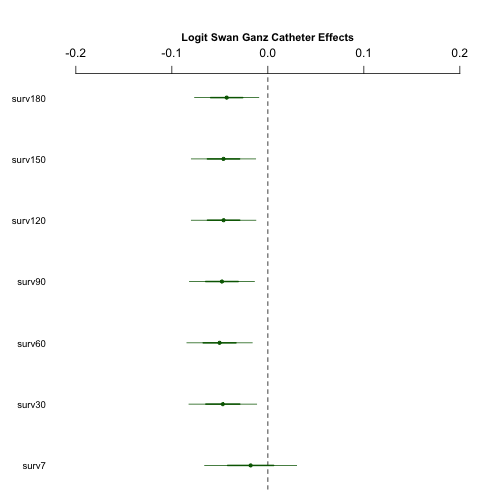 Logit Swan Ganz Catheter Effects
-0.2 -0.1 0.0 0.1 0.2
surv180
surv150
surv120
surv90
surv60
surv30
surv7